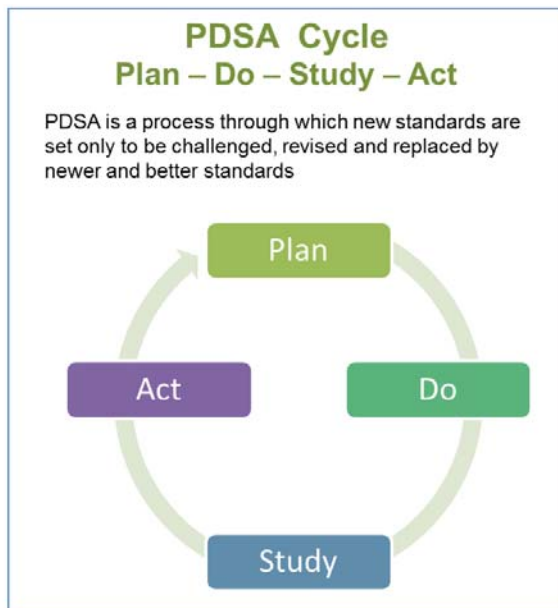 PDSA Cycle
Plan – Do – Study – Act
PDSA is a process through which new standards are
set only to be challenged, revised and replaced by
newer and better standards
Plan
Act
Do
Study